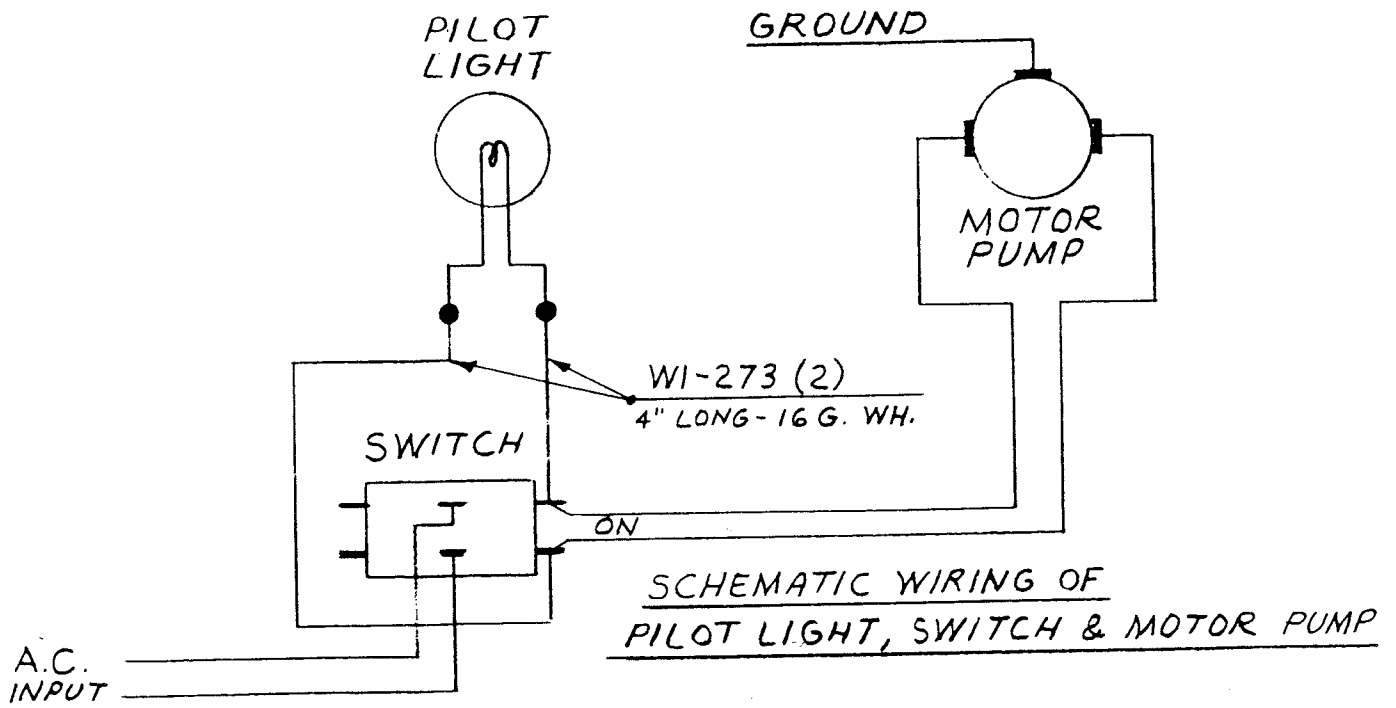 PILOT
LIGHT
GROUND
MOTOR
PUMP
WI-273 (2)
4" LONG - 16 G. WH.
SWITCH
ON
SCHEMATIC WIRING OF
PILOT LIGHT, SWITCH & MOTOR PUMP
A.C.
INPUT